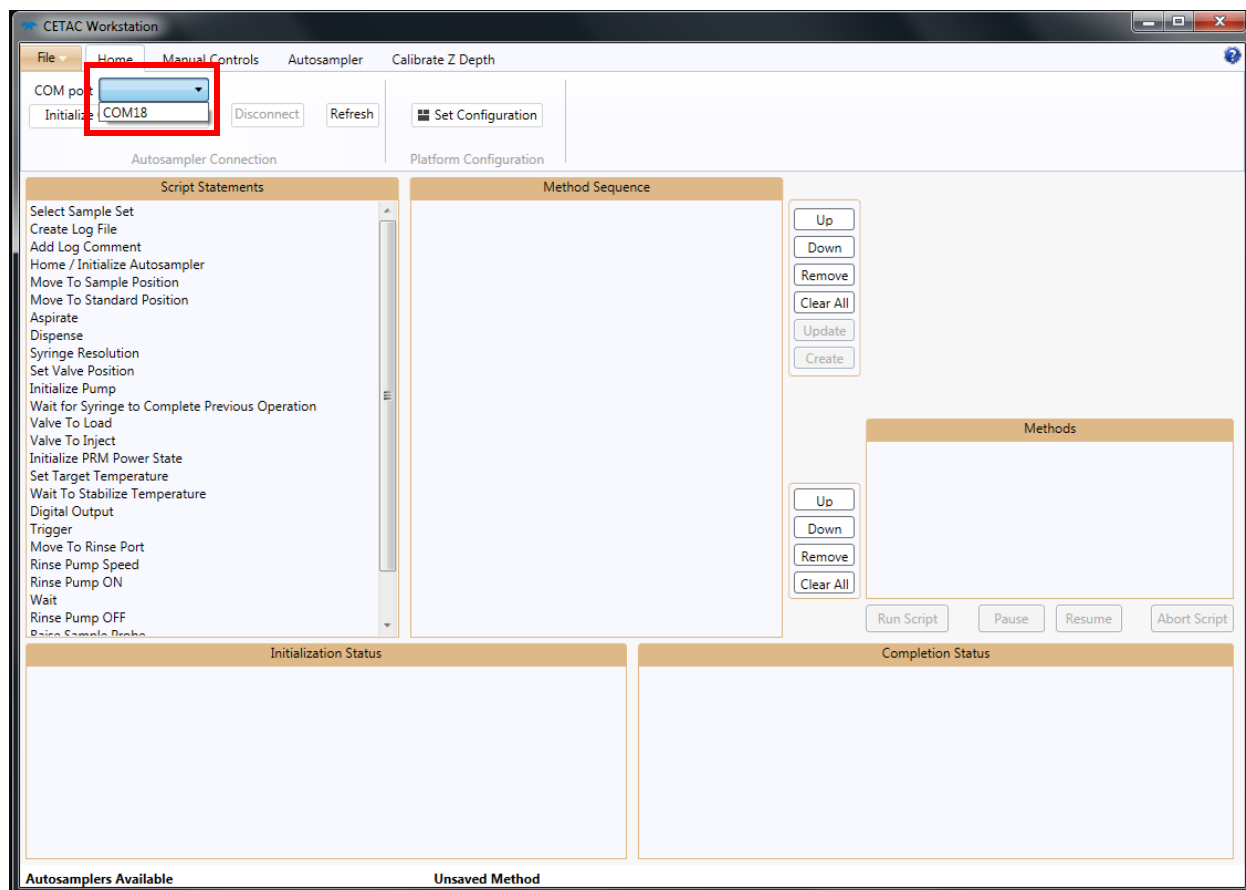 CETAC Workstation
File Home Manual Controls Autosampler Calibrate Z Depth
COM port
COM18
Initialize Disconnect Refresh Set Configuration
Autosampler Connection Platform Configuration
Script Statements
Select Sample Set
Create Log File
Add Log Comment
Home / Initialize Autosampler
Move To Sample Position
Move To Standard Position
Aspirate
Dispense
Syringe Resolution
Set Valve Position
Initialize Pump
Wait for Syringe to Complete Previous Operation
Valve To Load
Valve To Inject
Initialize PRM Power State
Set Target Temperature
Wait To Stabilize Temperature
Digital Output
Trigger
Move To Rinse Port
Rinse Pump Speed
Rinse Pump ON
Wait
Rinse Pump OFF
Raise Sample Probe
Method Sequence
Up
Down
Remove
Clear All
Update
Create
Up
Down
Remove
Clear All
Methods
Run Script Pause Resume Abort Script
Initialization Status
Completion Status
Autosamplers Available Unsaved Method